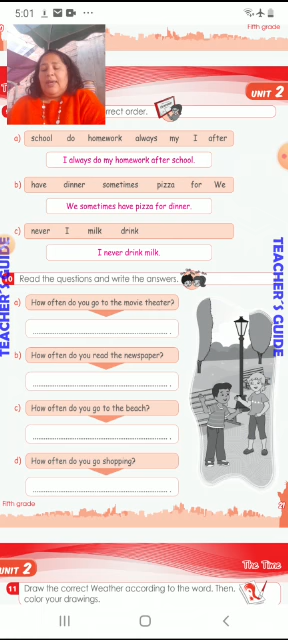 5:01
Fifth grade
UNIT 2
rrect order.
a) school do homework always my I after
I always do my homework after school.
b) have dinner sometimes pizza for We
We sometimes have pizza for dinner.
c) never I milk drink
I never drink milk.
TEACHER'S GUIDE
TEACHER'S GUIDE
10 Read the questions and write the answers.
a) How often do you go to the movie theater?
b) How often do you read the newspaper?
c) How often do you go to the beach?
d) How often do you go shopping?
Fifth grade
UNIT 2
The Time
11 Draw the correct Weather according to the word. Then,
color your drawings.